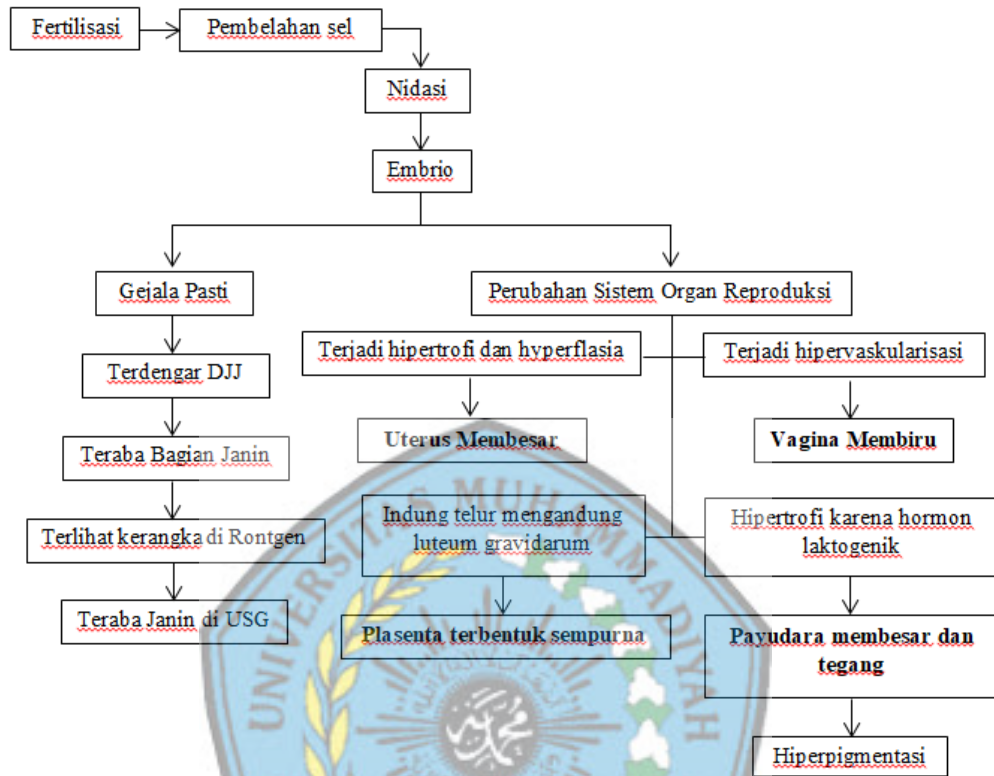 Fertilisasi
Pembelahan sel
Nidasi
Embrio
Gejala Pasti
Perubahan Sistem Organ Reproduksi
Terdengar DJJ
Terjadi hipertrofi dan hyperflasia
Terjadi hipervaskularisasi
Teraba Bagian Janin
Uterus Membesar
Vagina Membiru
Terlihat kerangka di Rontgen
Indung telur mengandung
luteum gravidarum
Hipertrofi karena hormon
laktogenik
Teraba Janin di USG
Plasenta terbentuk sempurna
Payudara membesar dan
tegang
Hiperpigmentasi
UNIVERSITAS MUHAMMADIYAH